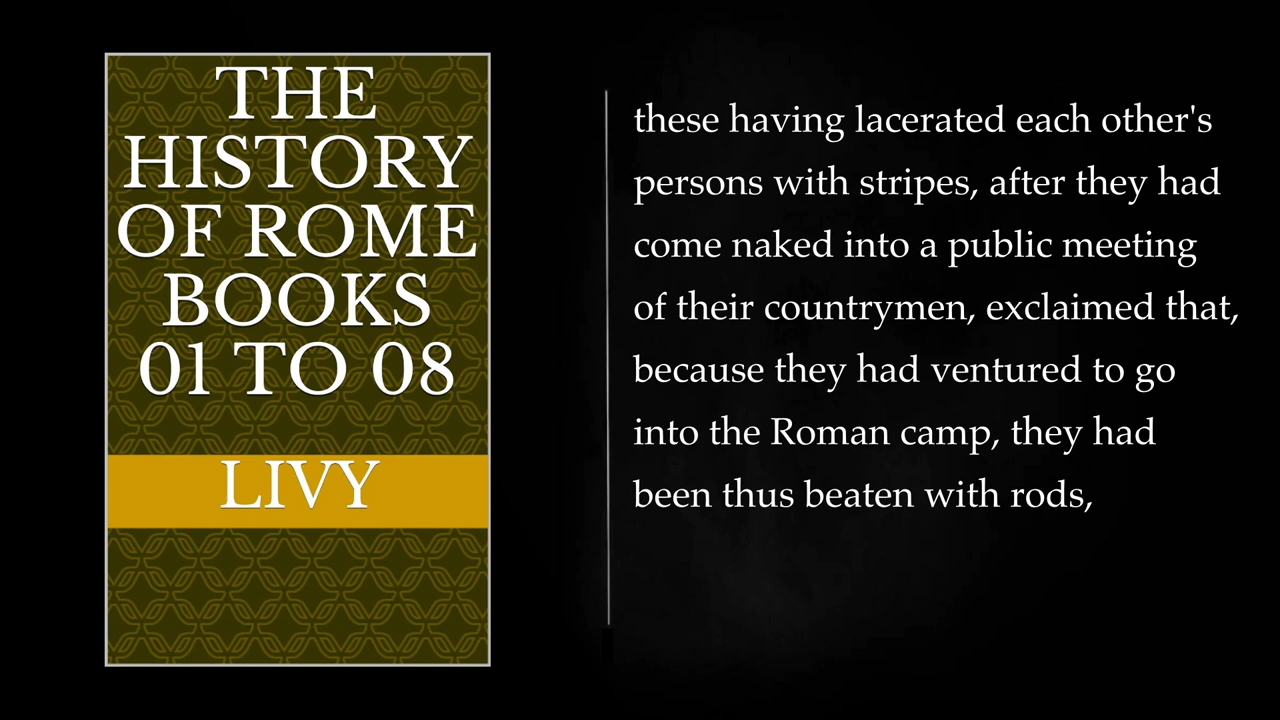 THE
HISTORY
OF ROME
BOOKS
01 TO 08
LIVY
these having lacerated each other's
persons with stripes, after they had
come naked into a public meeting
of their countrymen, exclaimed that,
because they had ventured to go
into the Roman camp, they had
been thus beaten with rods,